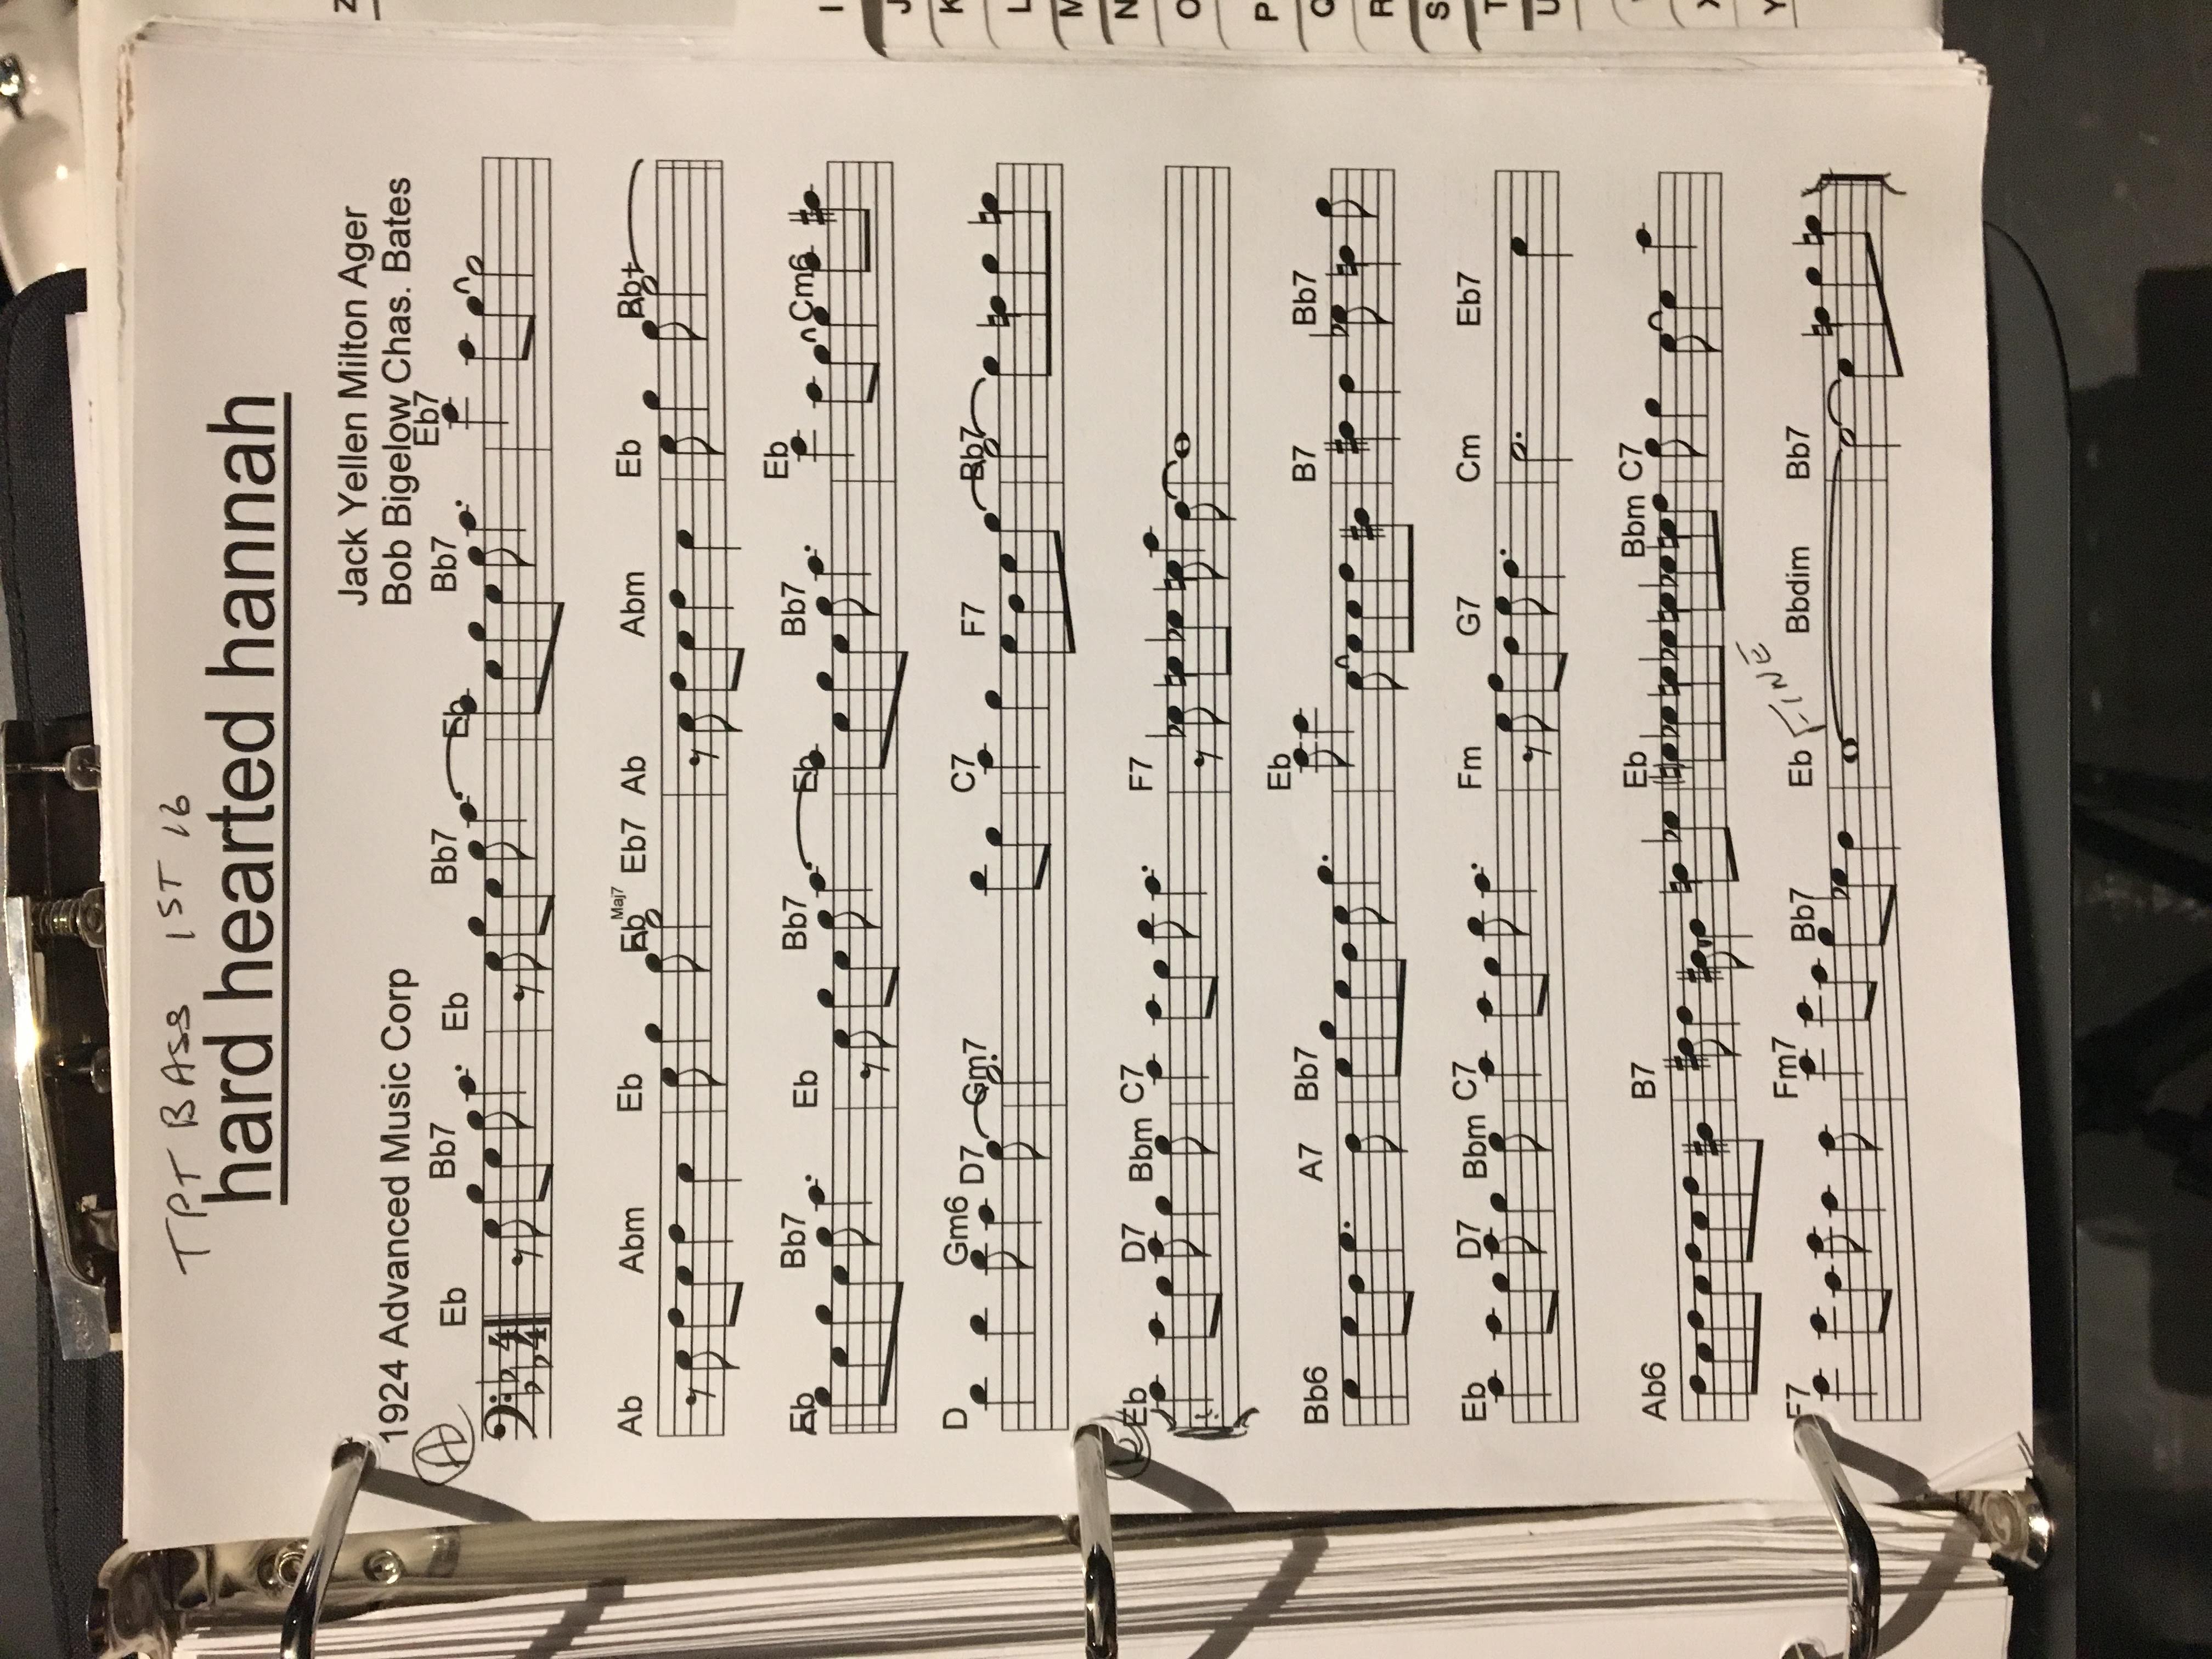 TPT BASS 1ST 16
hard hearted hannah
Jack Yellen Milton Ager
1924 Advanced Music Corp
Bob Bigelow Chas. Bates
A
Eb Bb7 Eb Bb7 Eb Bb7 Eb7
4
4
Ab Abm Eb EbMaj7 Eb7 Ab Abm Eb Bb+
Eb Bb7 Eb Bb7 Eb Bb7 Eb Cm6
D Gm6 D7 Gm7 C7 F7 Bb7
B
Eb D7 Bbm C7 F7
Bb6 A7 Bb7 Eb B7 Bb7
Eb D7 Bbm C7 Fm G7 Cm Eb7
Ab6 B7 Eb Bbm C7
F7 Fm7 Bb7 Eb FINE Bbdim Bb7
Z
I
J
K
L
M
N
O
P
Q
R
S
T
U
X
Y